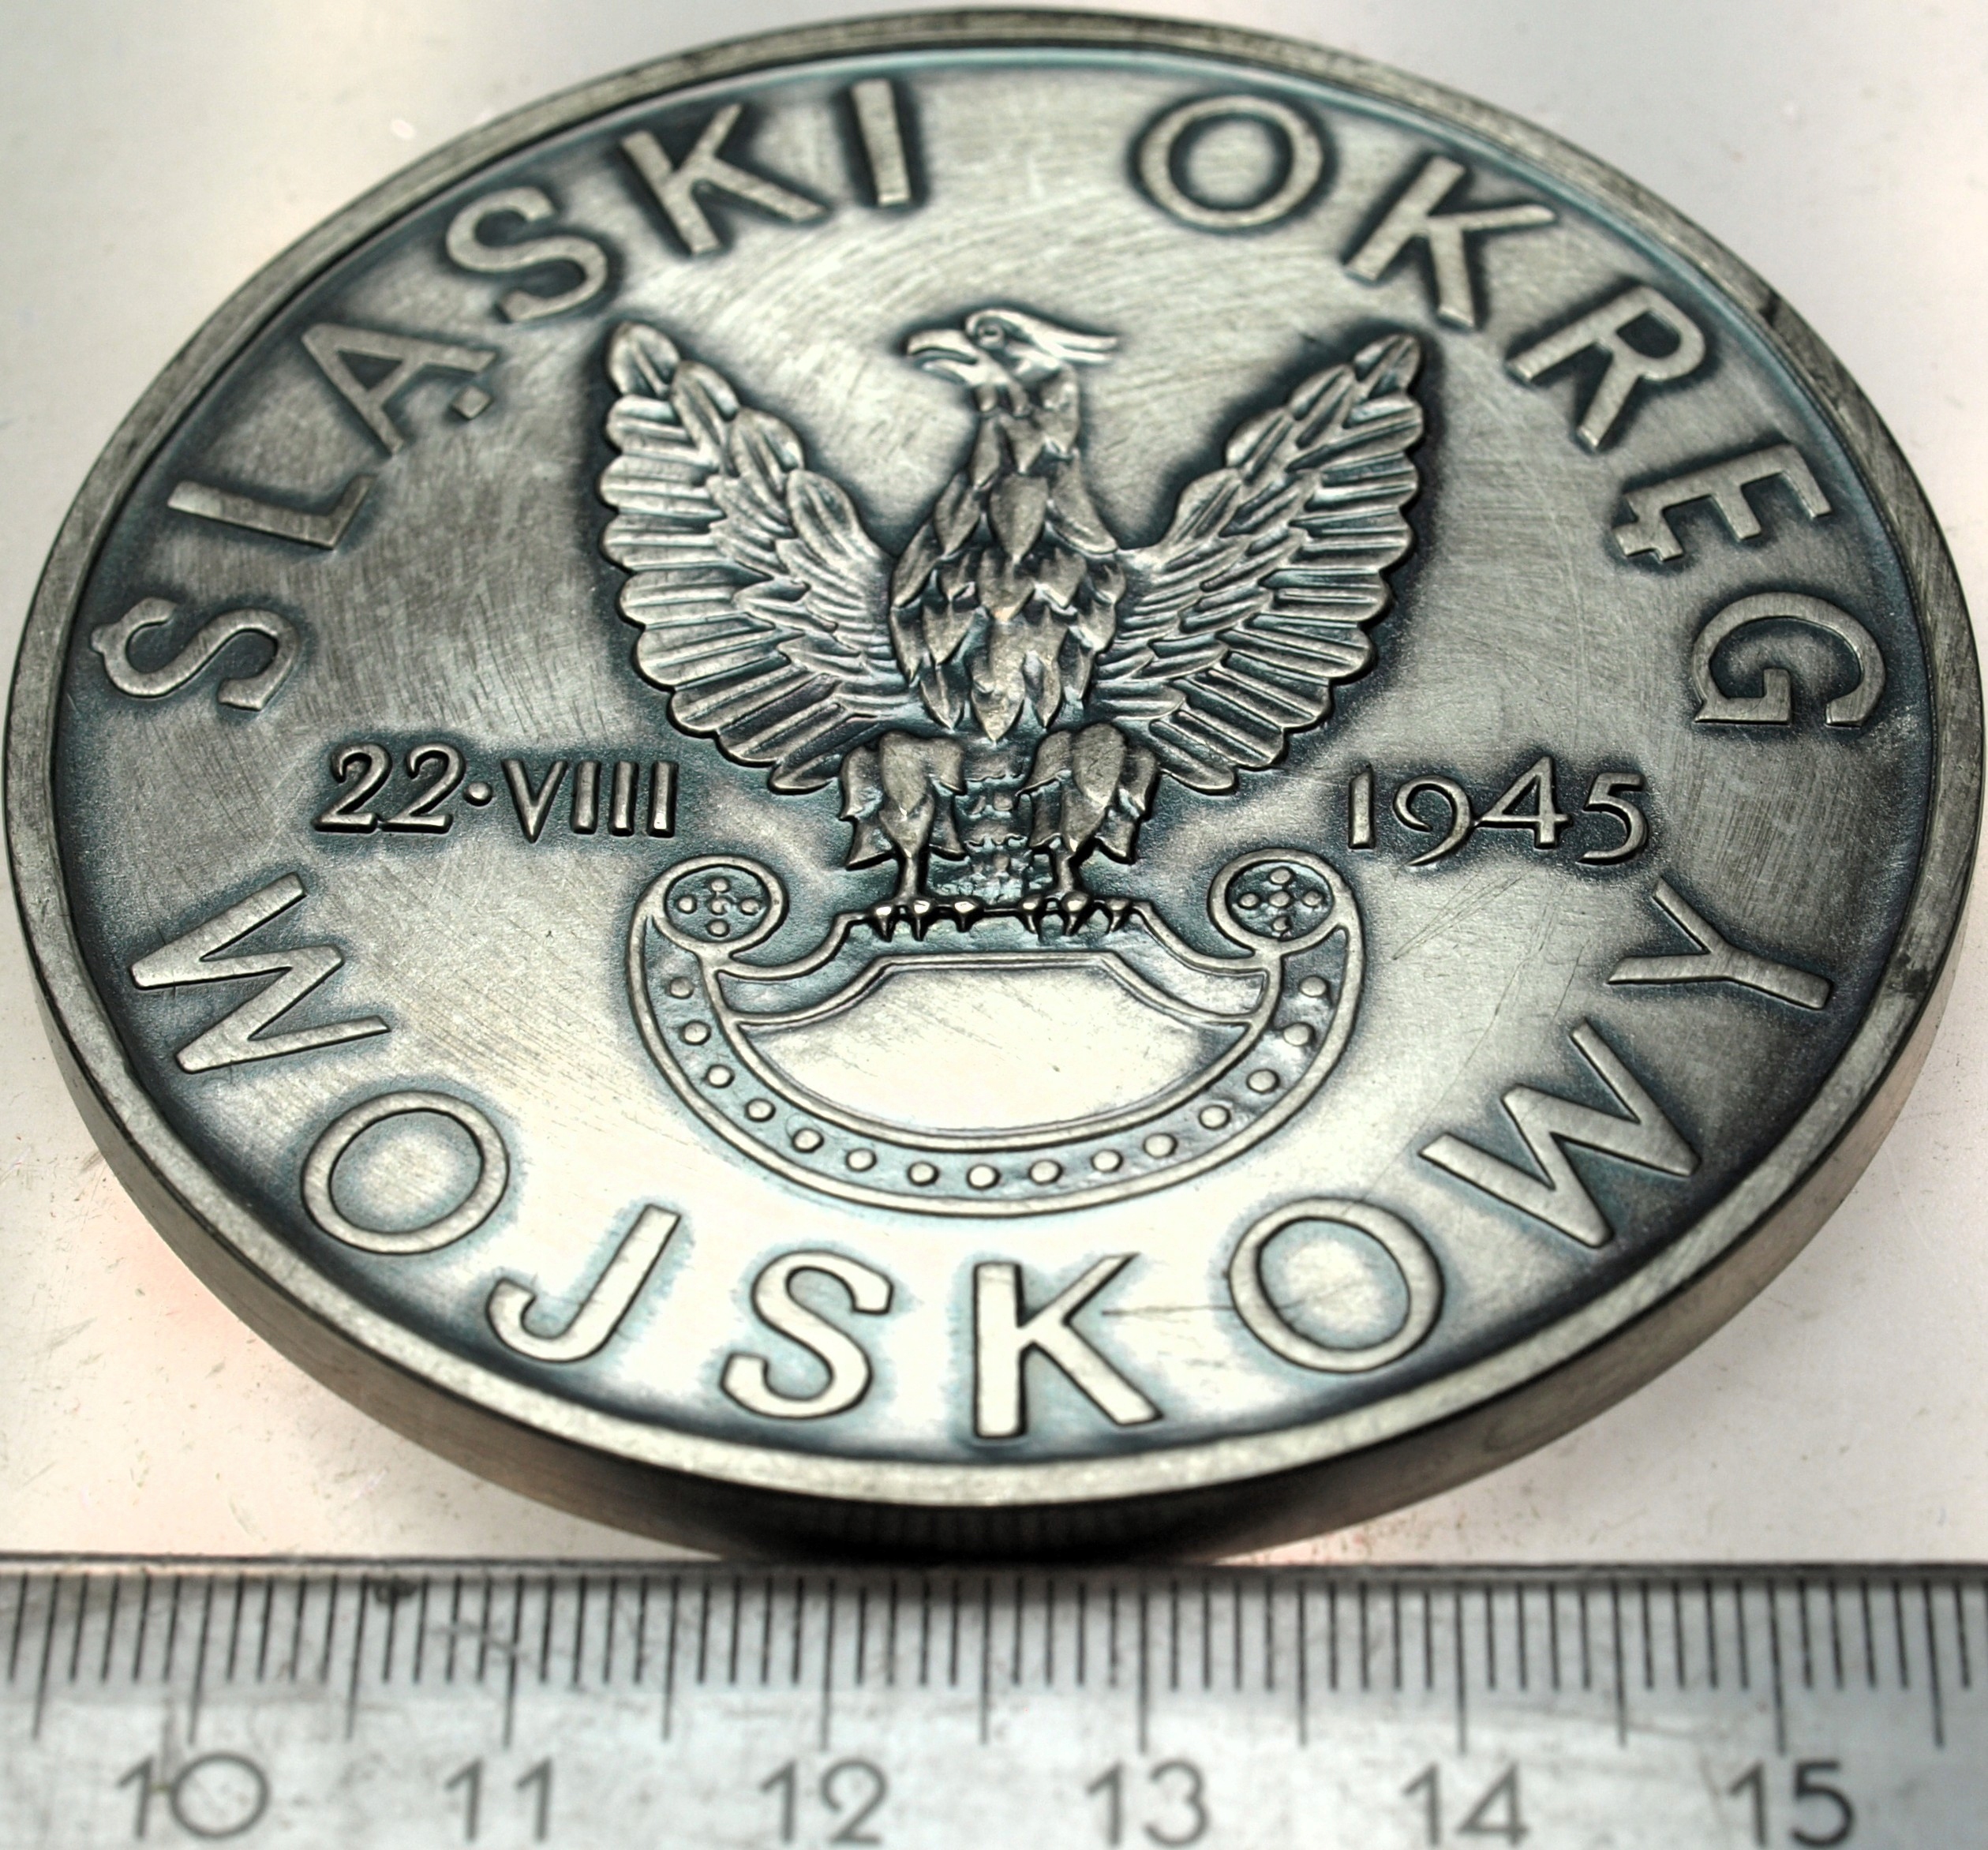 ŚLĄSKI OKRĘG
22·VIII 1945
WOJSKOWY
10 11 12 13 14 15